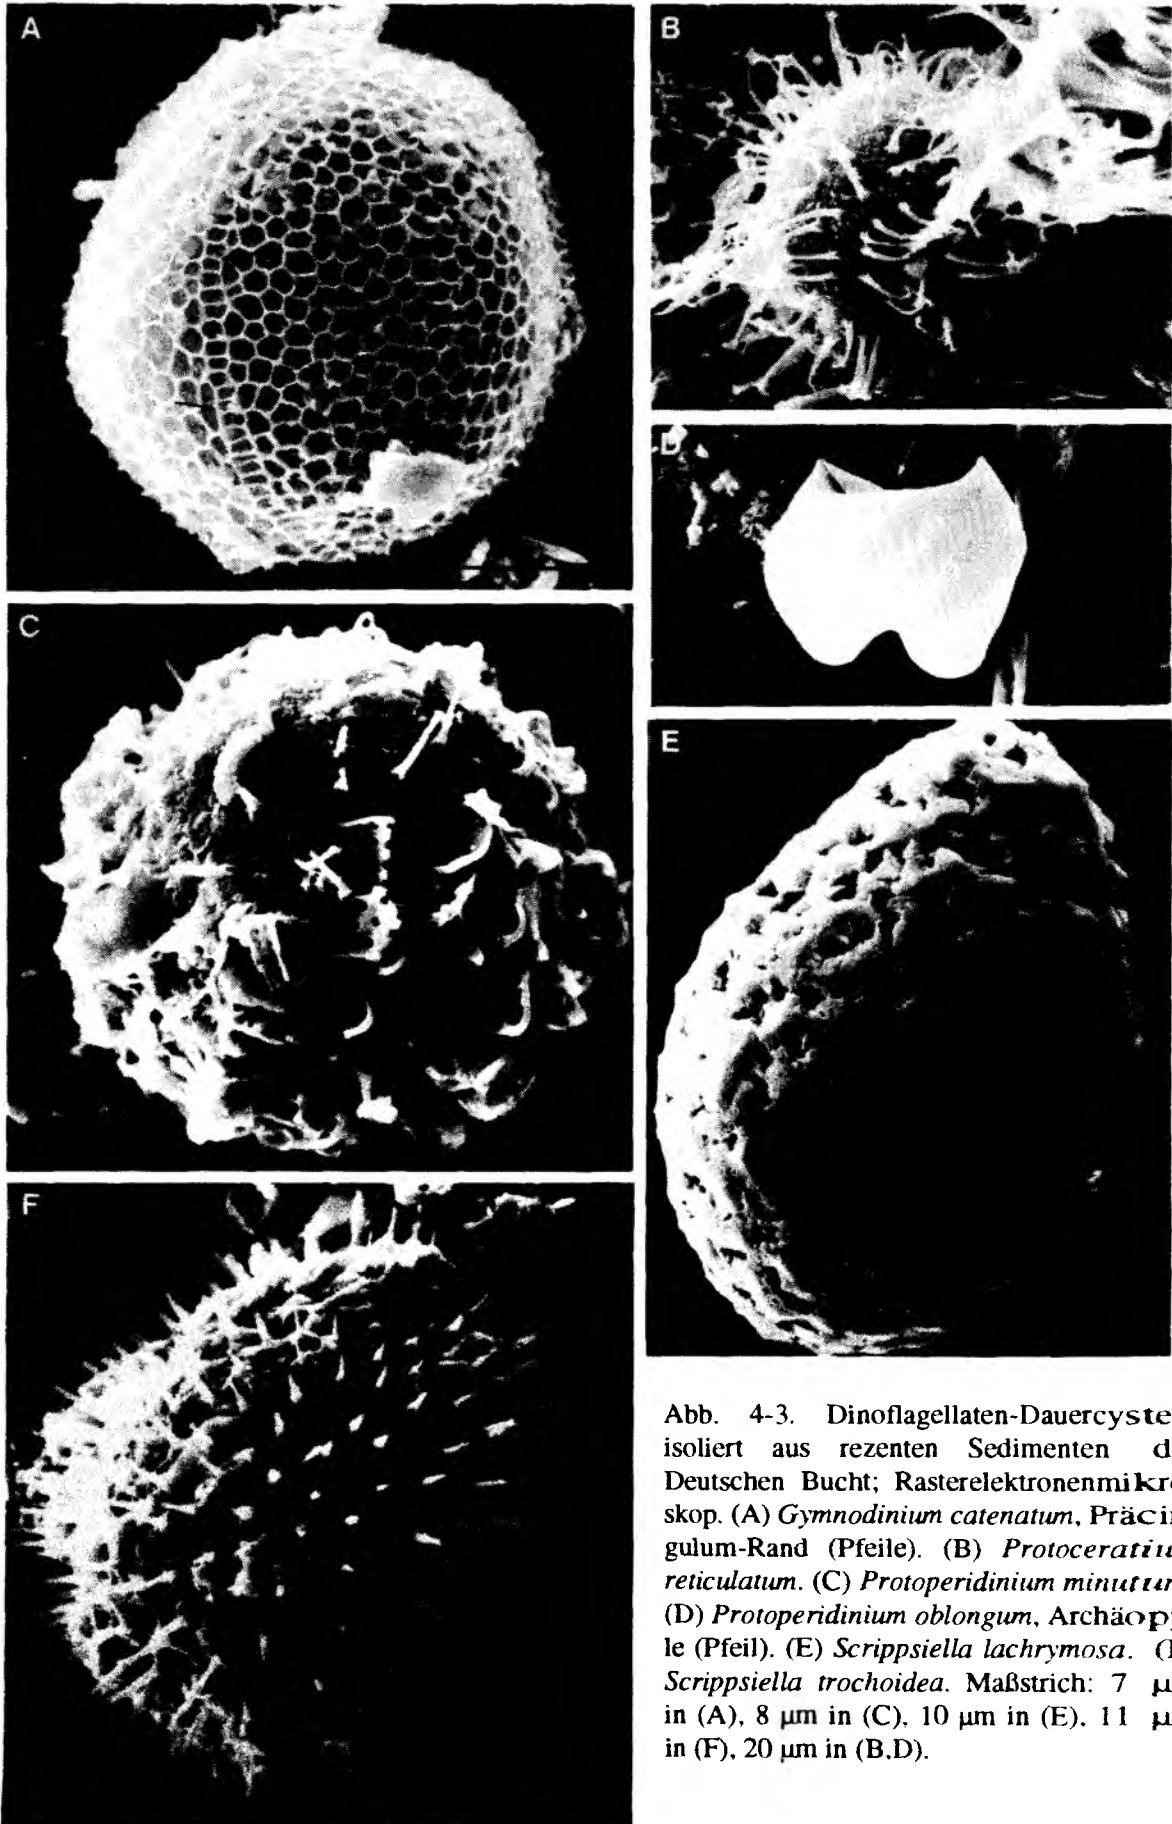 A
B
C
D
E
F
Abb. 4-3. Dinoflagellaten-Dauercyste
isoliert aus rezenten Sedimenten d
Deutschen Bucht; Rasterelektronenmikro
skop. (A) Gymnodinium catenatum, Präcin
gulum-Rand (Pfeile). (B) Protoceratiu
reticulatum. (C) Protoperidinium minutum
(D) Protoperidinium oblongum, Archäopy
le (Pfeil). (E) Scrippsiella lachrymosa. (F
Scrippsiella trochoidea. Maßstrich: 7 µ
in (A), 8 µm in (C), 10 µm in (E), 11 µ
in (F), 20 µm in (B,D).